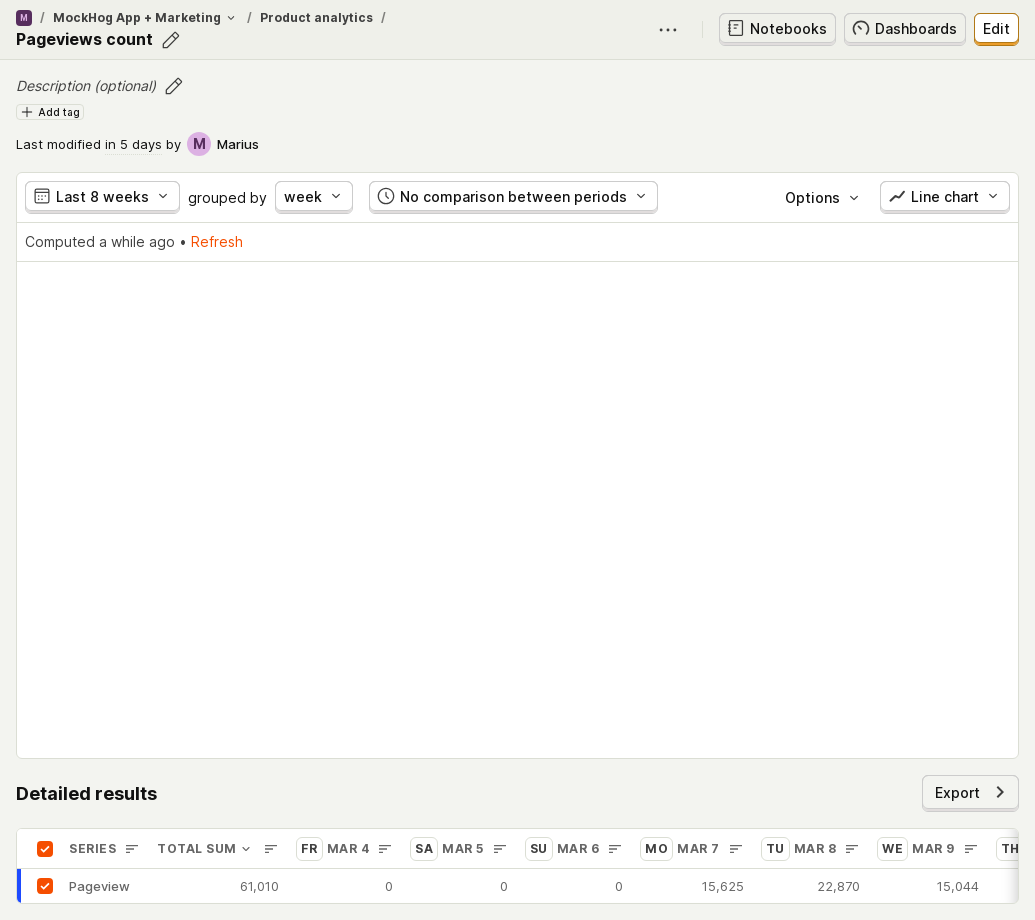 M / MockHog App + Marketing / Product analytics /
Pageviews count
Notebooks
Dashboards
Edit
Description (optional)
Add tag
Last modified in 5 days by M Marius
Last 8 weeks grouped by week No comparison between periods Options Line chart
Computed a while ago • Refresh
Detailed results
Export
SERIES TOTAL SUM FR MAR 4 SA MAR 5 SU MAR 6 MO MAR 7 TU MAR 8 WE MAR 9 TH
Pageview 61,010 0 0 0 15,625 22,870 15,044